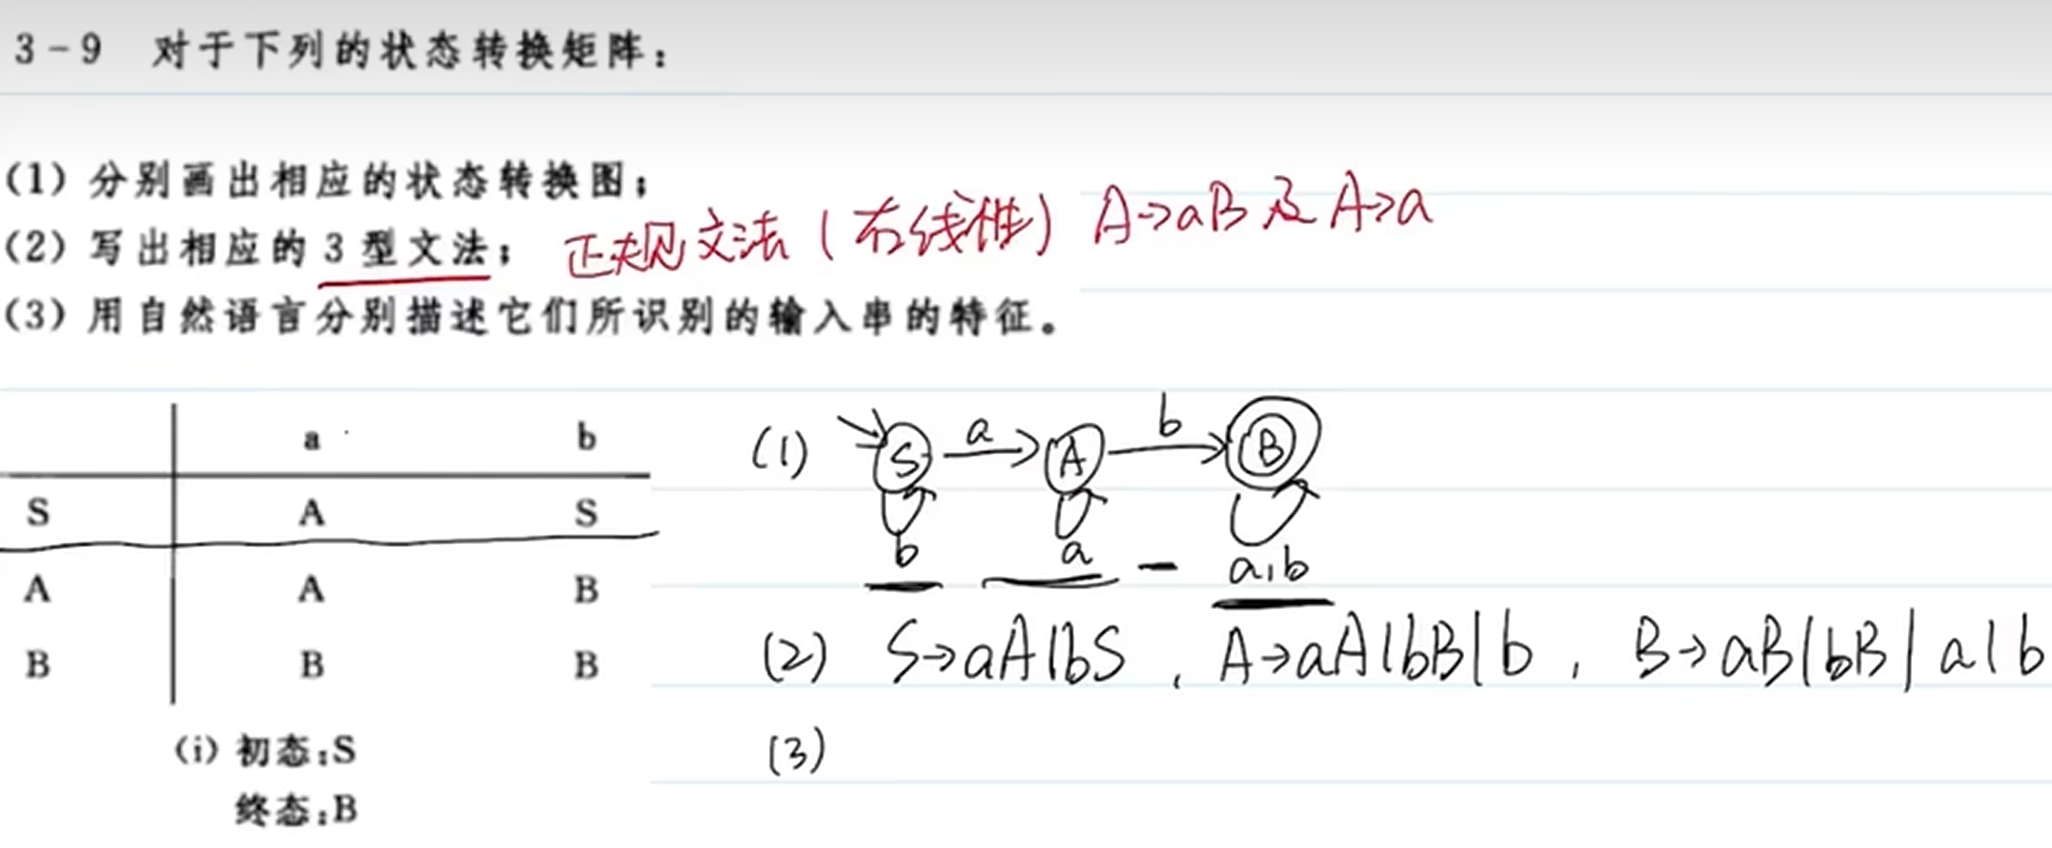 3-9 对于下列的状态转换矩阵：
(1) 分别画出相应的状态转换图；
(2) 写出相应的 3 型文法； 正规文法(右线性) A→aB 及 A→a
(3) 用自然语言分别描述它们所识别的输入串的特征。
a b
S A S
A A B
B B B
(i) 初态：S
终态：B
(1) S a A b B
b a a,b
(2) S→aA|bS , A→aA|bB|b , B→aB|bB|a|b
(3)